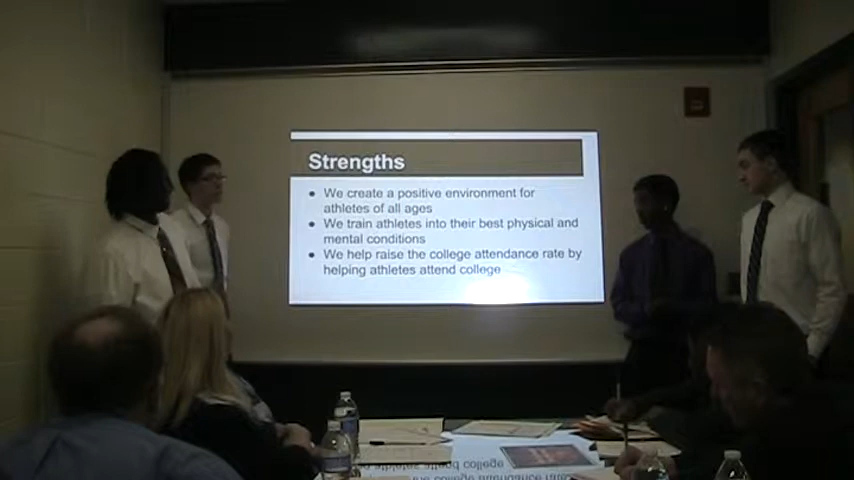 Strengths
● We create a positive environment for
athletes of all ages
● We train athletes into their best physical and
mental conditions
● We help raise the college attendance rate by
helping athletes attend college